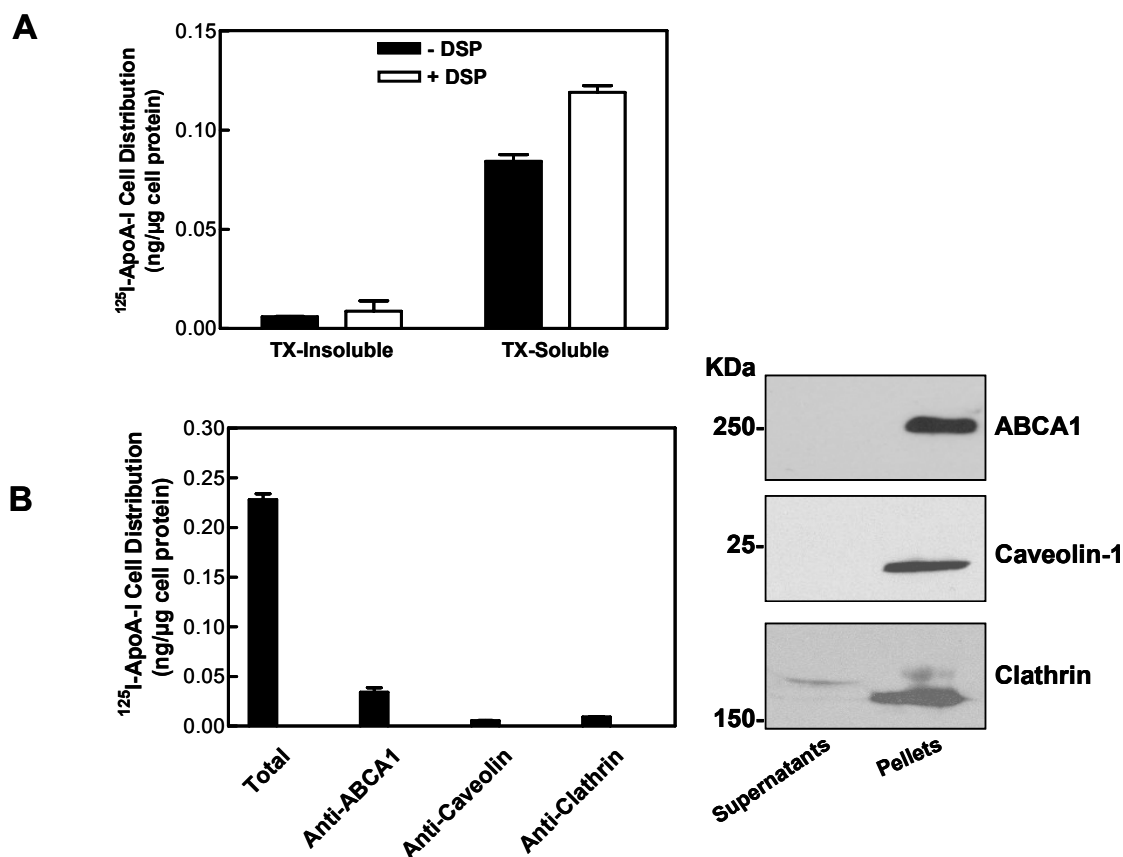 A
¹²⁵I-ApoA-I Cell Distribution
(ng/µg cell protein)
0.15
0.10
0.05
0.00
- DSP
+ DSP
TX-Insoluble
TX-Soluble
B
¹²⁵I-ApoA-I Cell Distribution
(ng/µg cell protein)
0.30
0.25
0.20
0.15
0.10
0.05
0.00
Total
Anti-ABCA1
Anti-Caveolin
Anti-Clathrin
KDa
250
ABCA1
25
Caveolin-1
Clathrin
150
Supernatants
Pellets